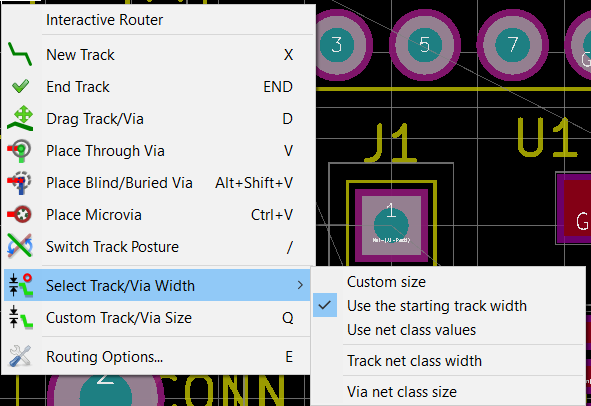 Interactive Router
New Track X
End Track END
Drag Track/Via D
Place Through Via V
Place Blind/Buried Via Alt+Shift+V
Place Microvia Ctrl+V
Switch Track Posture /
Select Track/Via Width >
Custom Track/Via Size Q
Routing Options... E
Custom size
Use the starting track width
Use net class values
Track net class width
Via net class size
3
5
7
G
J1
U1
1
G
2
CONN